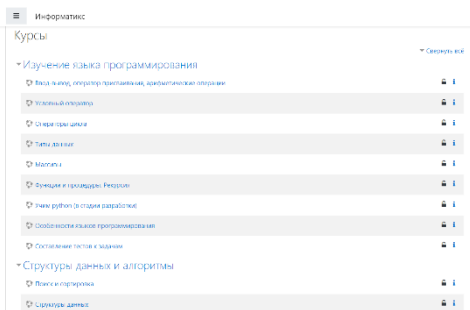 Информатикс
Курсы
Свернуть всё
Изучение языка программирования
Ввод-вывод, оператор присваивания, арифметические операции
Условный оператор
Операторы цикла
Типы данных
Массивы
Функции и процедуры. Рекурсия
Учим python (в стадии разработки)
Особенности языков программирования
Составление тестов к задачам
Структуры данных и алгоритмы
Поиск и сортировка
Структуры данных